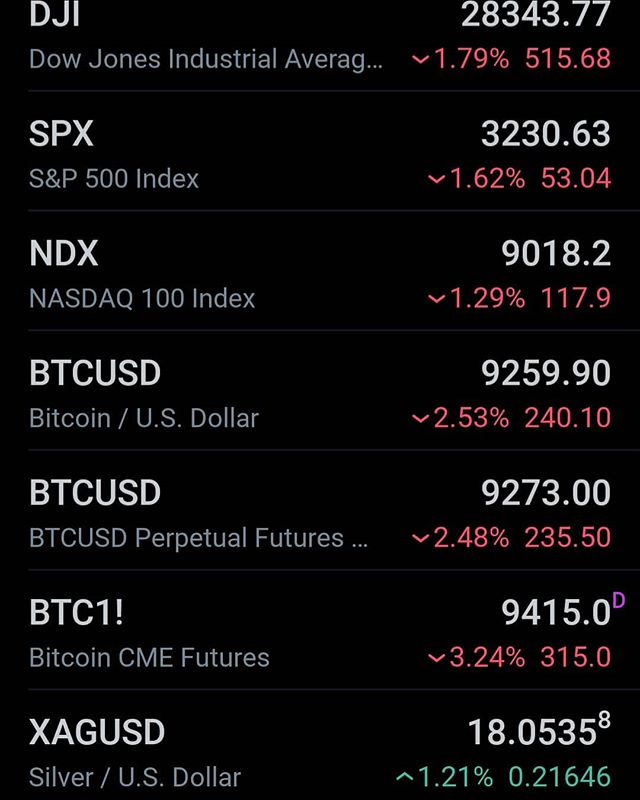 DJI 28343.77
Dow Jones Industrial Averag... 1.79% 515.68
SPX 3230.63
S&P 500 Index 1.62% 53.04
NDX 9018.2
NASDAQ 100 Index 1.29% 117.9
BTCUSD 9259.90
Bitcoin / U.S. Dollar 2.53% 240.10
BTCUSD 9273.00
BTCUSD Perpetual Futures ... 2.48% 235.50
BTC1! 9415.0 D
Bitcoin CME Futures 3.24% 315.0
XAGUSD 18.0535⁸
Silver / U.S. Dollar 1.21% 0.21646